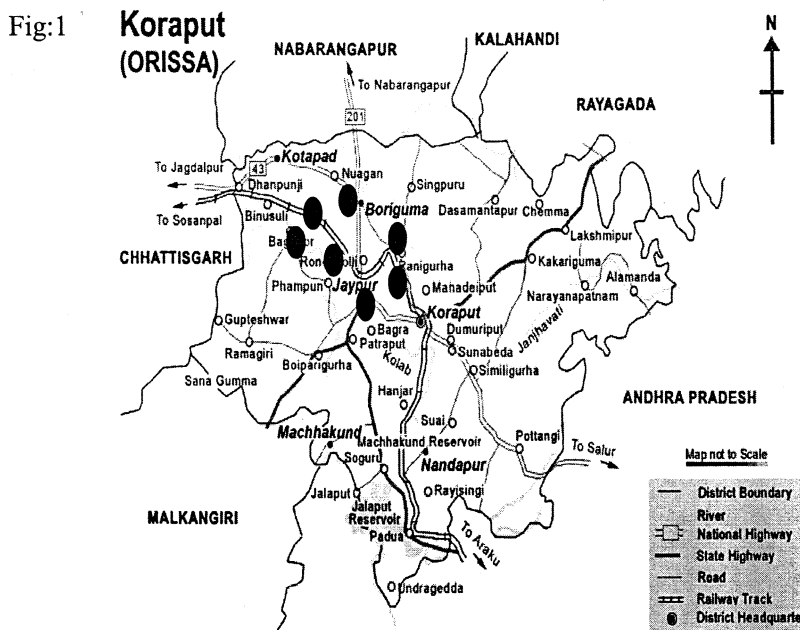 Fig:1
Koraput
(ORISSA)
NABARANGAPUR
KALAHANDI
N
To Nabarangapur
RAYAGADA
201
Kotapad
To Jagdalpur
43
Nuagan
Dhanpunji
Singpuru
To Sosanpal
Binusuli
Boriguma
Dasamantapur
Chemma
Lakshmipur
CHHATTISGARH
Kakariguma
Alamanda
Phampun
Jaypur
Mahadeiput
Narayanapatnam
Koraput
Gupteshwar
Bagra
Dumuriput
Janjhavati
Ramagiri
Patraput
Sunabeda
Boiparigurha
Kolab
Similigurha
Sana Gumma
Hanjar
ANDHRA PRADESH
Suai
Machhakund
Machhakund Reservoir
Pottangi
To Salur
Map not to Scale
Soguru
Nandapur
Jalaput
Rayisingi
District Boundary
Jalaput
Reservoir
River
MALKANGIRI
National Highway
Padua
To Araku
State Highway
Road
Undragedda
Railway Track
District Headquarte